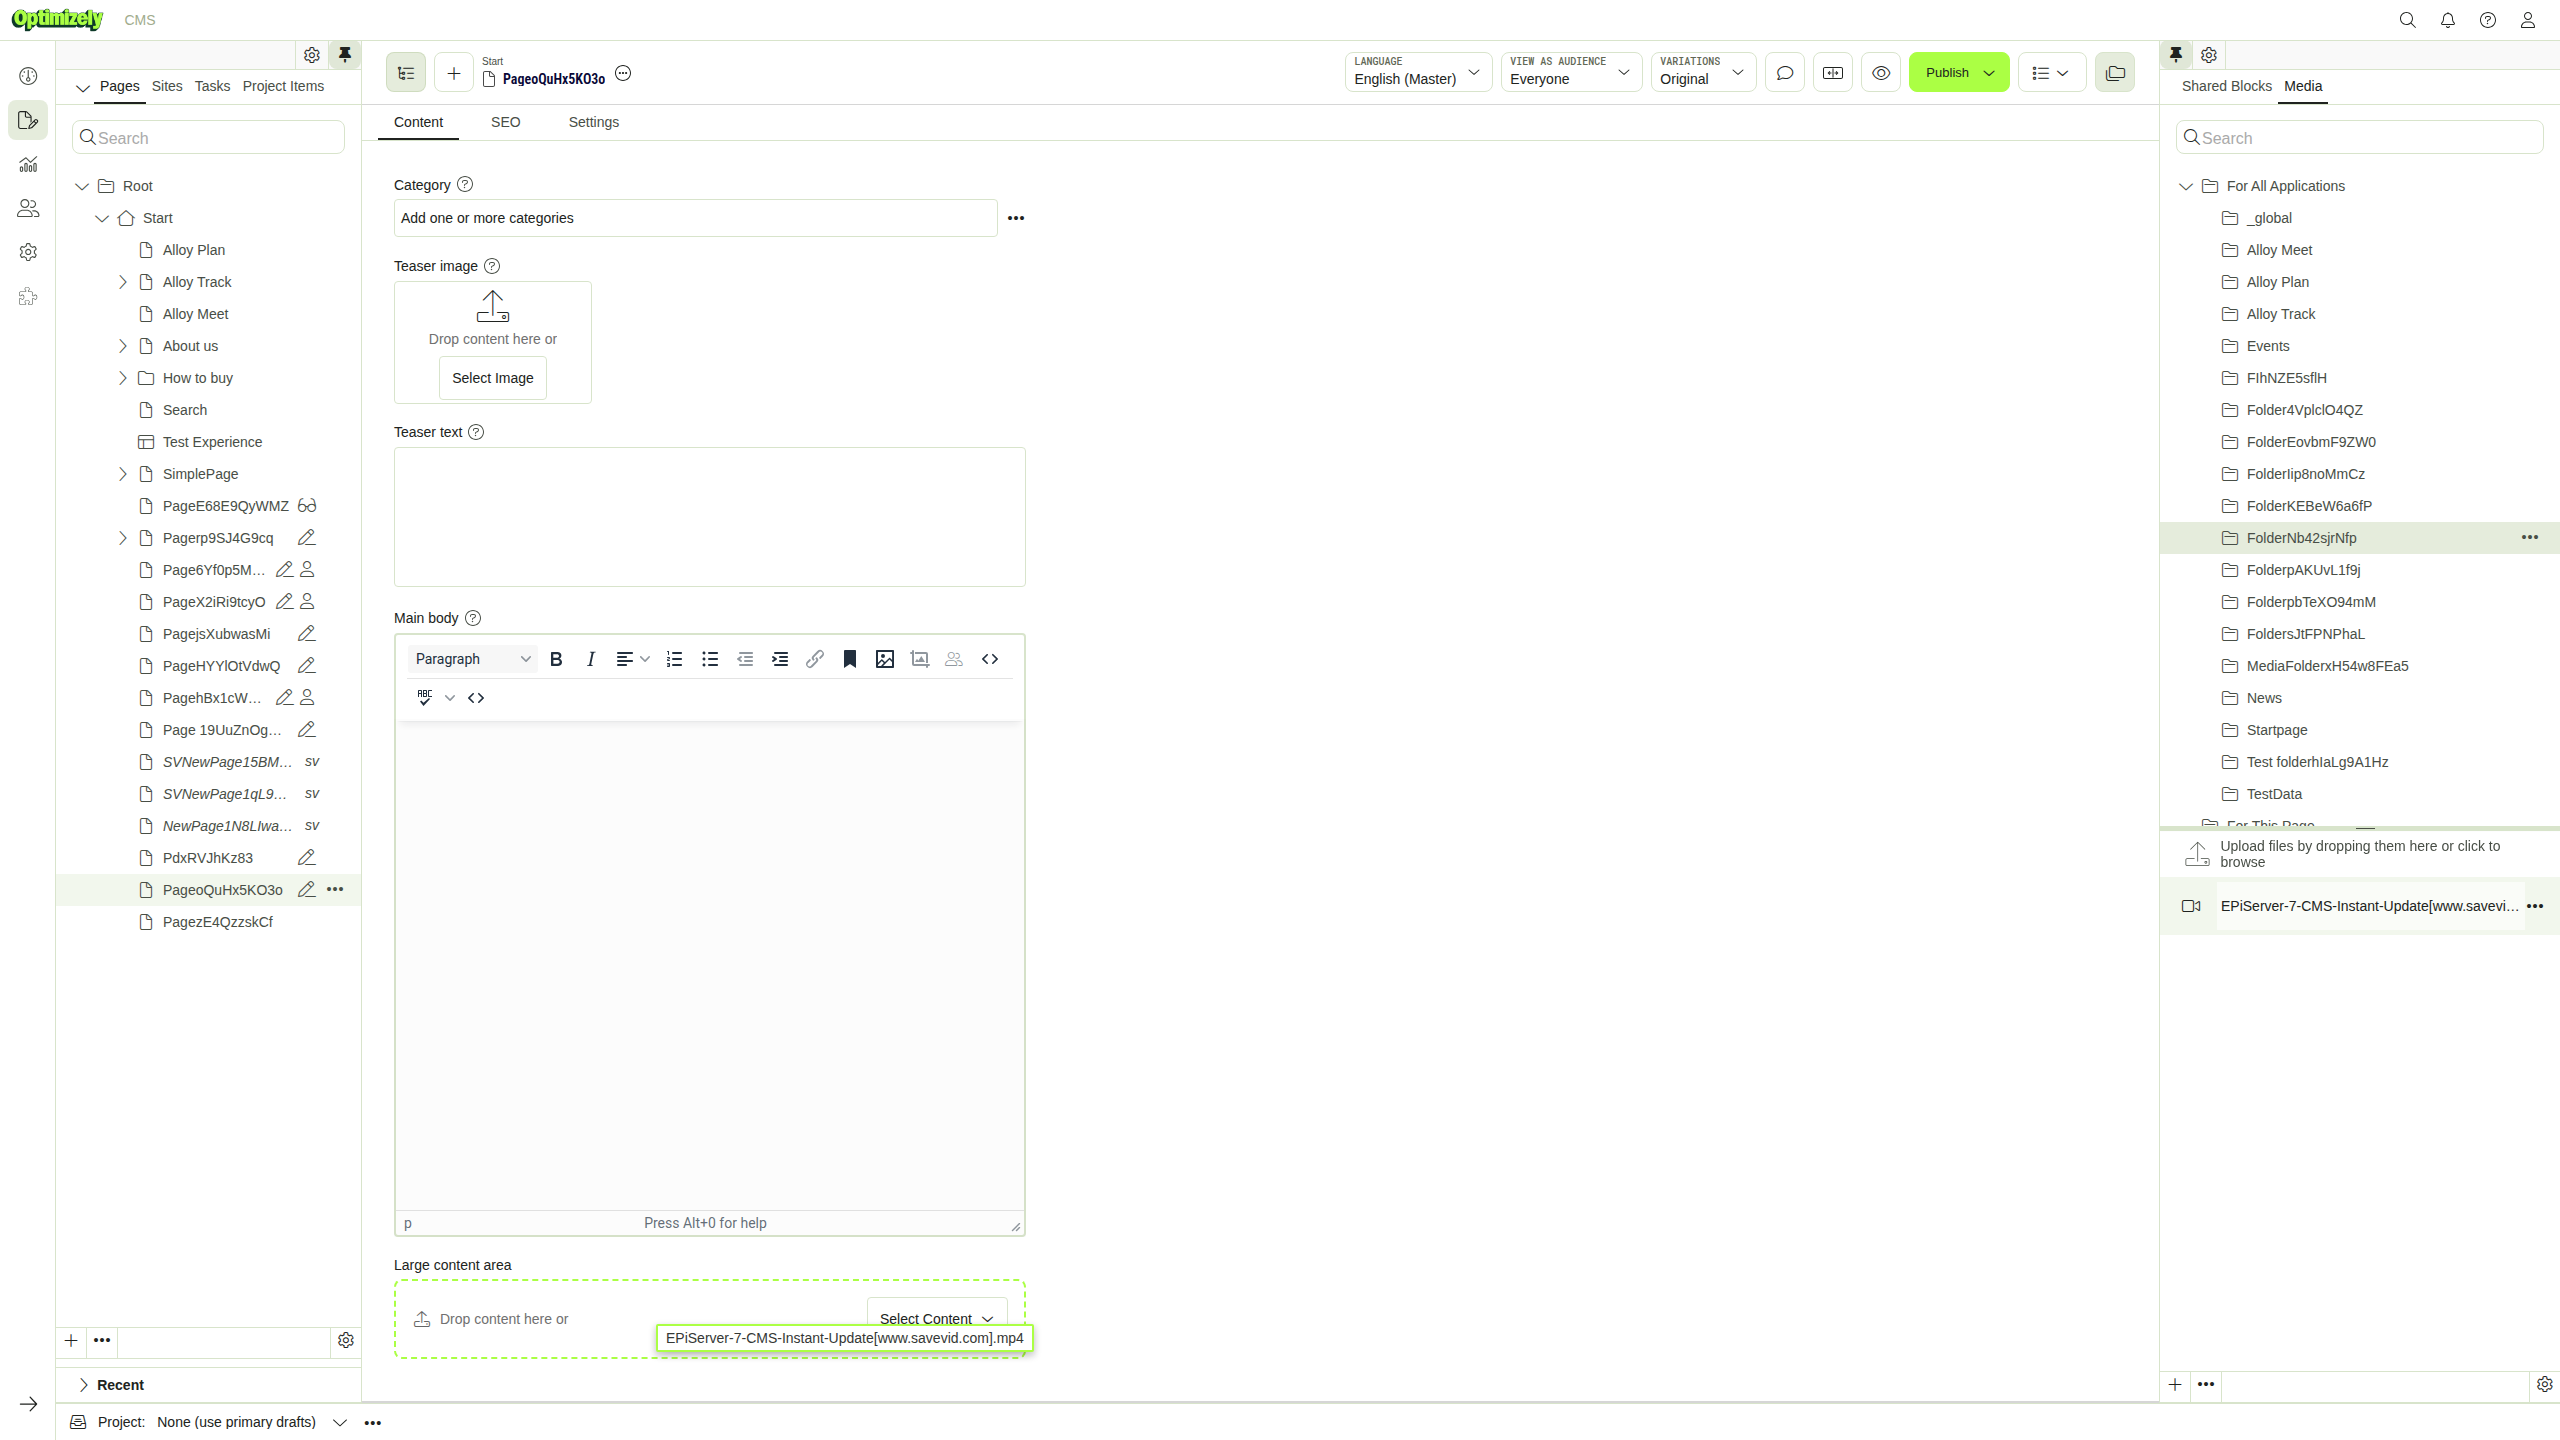 Optimizely CMS
Pages Sites Tasks Project Items
Search
Root
Start
Alloy Plan
Alloy Track
Alloy Meet
About us
How to buy
Search
Test Experience
SimplePage
PageE68E9QyWMZ
Pagerp9SJ4G9cq
Page6Yf0p5M...
PageX2iRi9tcyO
PagejsXubwasMi
PageHYYlOtVdwQ
PagehBx1cW...
Page 19UuZnOg...
SVNewPage15BM... sv
SVNewPage1qL9... sv
NewPage1N8LIwa... sv
PdxRVJhKz83
PageoQuHx5KO3o
PagezE4QzzskCf
Recent
Project: None (use primary drafts)
Start
PageoQuHx5KO3o
LANGUAGE
English (Master)
VIEW AS AUDIENCE
Everyone
VARIATIONS
Original
Publish
Content SEO Settings
Category
Add one or more categories
Teaser image
Drop content here or
Select Image
Teaser text
Main body
Paragraph
ABC
p Press Alt+0 for help
Large content area
Drop content here or Select Content
EPiServer-7-CMS-Instant-Update[www.savevid.com].mp4
Shared Blocks Media
Search
For All Applications
_global
Alloy Meet
Alloy Plan
Alloy Track
Events
FIhNZE5sflH
Folder4VplclO4QZ
FolderEovbmF9ZW0
FolderIip8noMmCz
FolderKEBeW6a6fP
FolderNb42sjrNfp
FolderpAKUvL1f9j
FolderpbTeXO94mM
FoldersJtFPNPhaL
MediaFolderxH54w8FEa5
News
Startpage
Test folderhIaLg9A1Hz
TestData
For This Page
Upload files by dropping them here or click to
browse
EPiServer-7-CMS-Instant-Update[www.savevi...